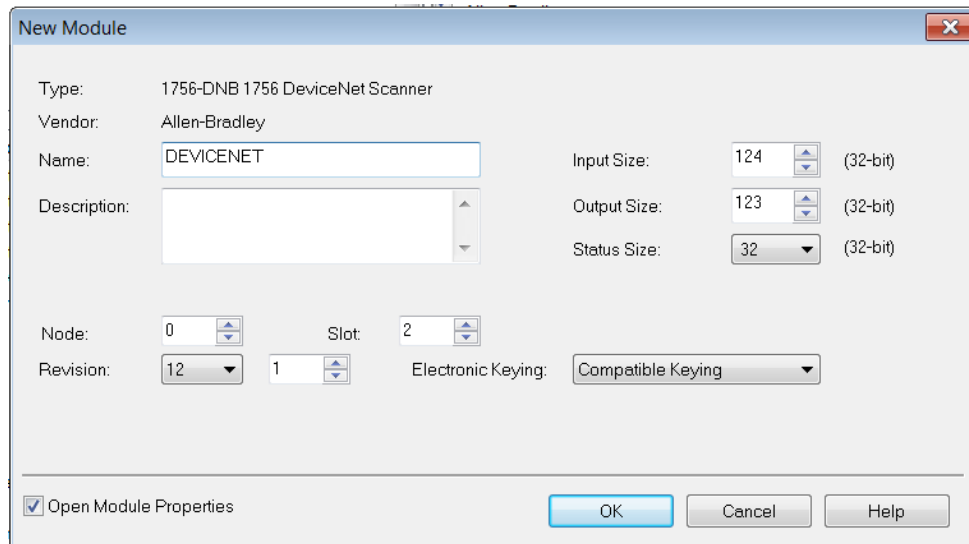 New Module
Type: 1756-DNB 1756 DeviceNet Scanner
Vendor: Allen-Bradley
Name: DEVICENET Input Size: 124 (32-bit)
Description: Output Size: 123 (32-bit)
Status Size: 32 (32-bit)
Node: 0 Slot: 2
Revision: 12 1 Electronic Keying: Compatible Keying
Open Module Properties OK Cancel Help